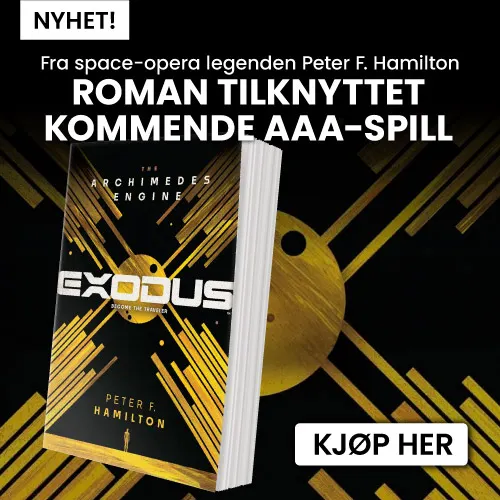 NYHET!
Fra space-opera legenden Peter F. Hamilton
ROMAN TILKNYTTET
KOMMENDE AAA-SPILL
THE
ARCHIMEDES
ENGINE
EXODUS
BECOME THE TRAVELER
PETER F.
HAMILTON
KJØP HER